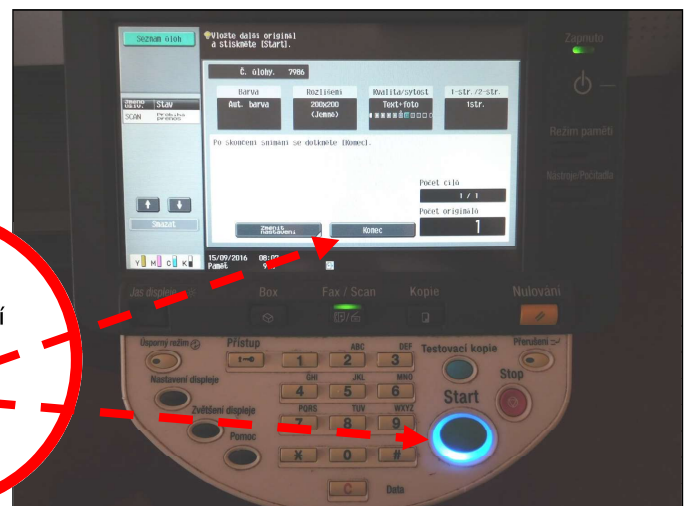 Seznam úloh
Vložte další originál
a stiskněte [Start].
Zapnuto
Č. úlohy. 7986
Barva
Rozlišení
Kvalita/sytost
1-str./2-str.
Aut. barva
200x200
(Jemné)
Text+foto
1str.
Stav
SCAN
Probíhá
přenos
Po skončení snímání se dotkněte [Konec].
Režim paměti
Nástroje/Počitadla
Počet cílů
1 / 1
Počet originálů
1
Smazat
Změnit
nastavení
Konec
Y M C K
15/09/2016
Paměť
í
Jas displeje
Box
Fax / Scan
Kopie
Nulování
Úsporný režim
Přístup
ABC
DEF
Testovací kopie
Přerušení
1
2
3
Nastavení displeje
GHI
JKL
MNO
Stop
4
5
6
Start
Zvětšení displeje
PQRS
TUV
WXYZ
7
8
9
Pomoc
0
#
C
Data